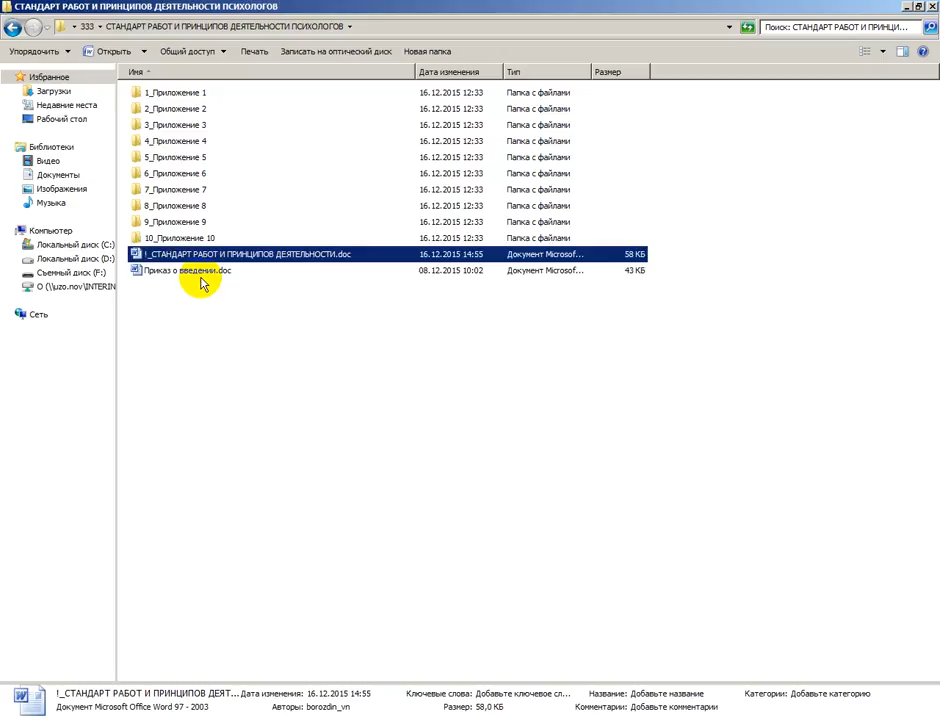 СТАНДАРТ РАБОТ И ПРИНЦИПОВ ДЕЯТЕЛЬНОСТИ ПСИХОЛОГОВ
333 СТАНДАРТ РАБОТ И ПРИНЦИПОВ ДЕЯТЕЛЬНОСТИ ПСИХОЛОГОВ Поиск: СТАНДАРТ РАБОТ И ПРИНЦИ...
Упорядочить Открыть Общий доступ Печать Записать на оптический диск Новая папка
Избранное
Загрузки
Недавние места
Рабочий стол
Библиотеки
Видео
Документы
Изображения
Музыка
Компьютер
Локальный диск (C:)
Локальный диск (D:)
Съемный диск (F:)
O (\\uzo.nov\INTERIN
Сеть
Имя Дата изменения Тип Размер
1_Приложение 1 16.12.2015 12:33 Папка с файлами
2_Приложение 2 16.12.2015 12:33 Папка с файлами
3_Приложение 3 16.12.2015 12:33 Папка с файлами
4_Приложение 4 16.12.2015 12:33 Папка с файлами
5_Приложение 5 16.12.2015 12:33 Папка с файлами
6_Приложение 6 16.12.2015 12:33 Папка с файлами
7_Приложение 7 16.12.2015 12:33 Папка с файлами
8_Приложение 8 16.12.2015 12:33 Папка с файлами
9_Приложение 9 16.12.2015 12:33 Папка с файлами
10_Приложение 10 16.12.2015 12:33 Папка с файлами
!_СТАНДАРТ РАБОТ И ПРИНЦИПОВ ДЕЯТЕЛЬНОСТИ.doc 16.12.2015 14:55 Документ Microsof... 58 КБ
Приказ о введении.doc 08.12.2015 10:02 Документ Microsof... 43 КБ
!_СТАНДАРТ РАБОТ И ПРИНЦИПОВ ДЕЯТ... Дата изменения: 16.12.2015 14:55 Ключевые слова: Добавьте ключевое сл... Название: Добавьте название Категории: Добавьте категорию
Документ Microsoft Office Word 97 - 2003 Авторы: borozdin_vn Размер: 58,0 КБ Комментарии: Добавьте комментарии